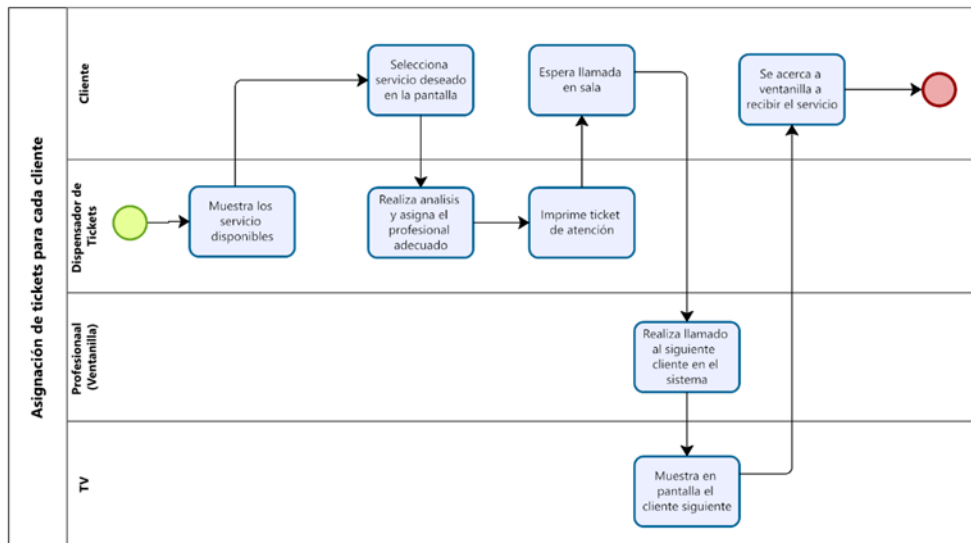 Asignación de tickets para cada cliente
Cliente
Selecciona
servicio deseado
en la pantalla
Espera llamada
en sala
Se acerca a
ventanilla a
recibir el servicio
Dispensador de
Tickets
Muestra los
servicio
disponibles
Realiza analisis
y asigna el
profesional
adecuado
Imprime ticket
de atención
Profesionaal
(Ventanilla)
Realiza llamado
al siguiente
cliente en el
sistema
TV
Muestra en
pantalla el
cliente siguiente